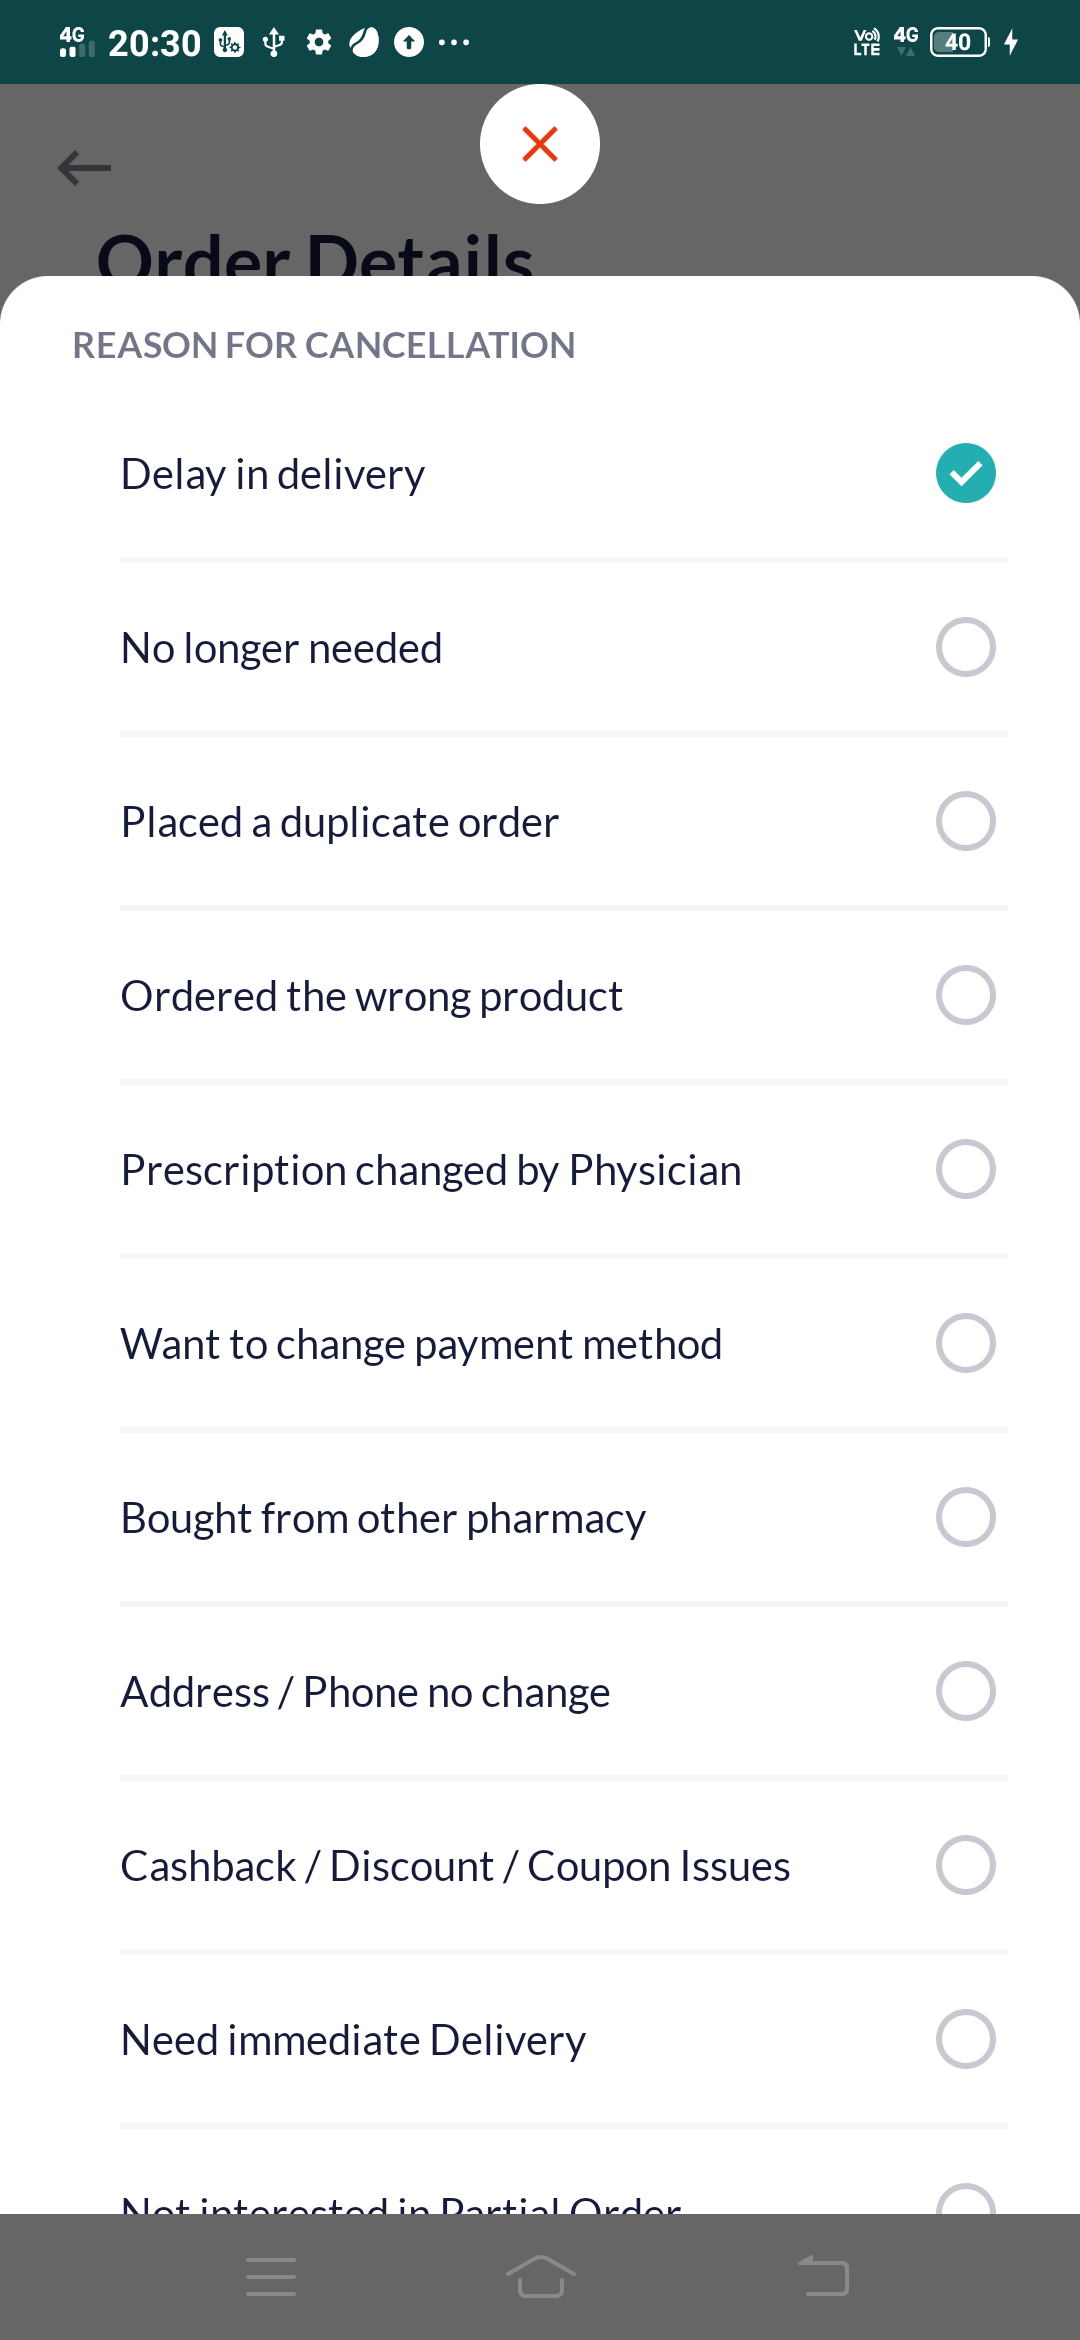 4G 20:30 Vo)) LTE 4G 40
Order Details
REASON FOR CANCELLATION
Delay in delivery
No longer needed
Placed a duplicate order
Ordered the wrong product
Prescription changed by Physician
Want to change payment method
Bought from other pharmacy
Address / Phone no change
Cashback / Discount / Coupon Issues
Need immediate Delivery
Not interested in Partial Order